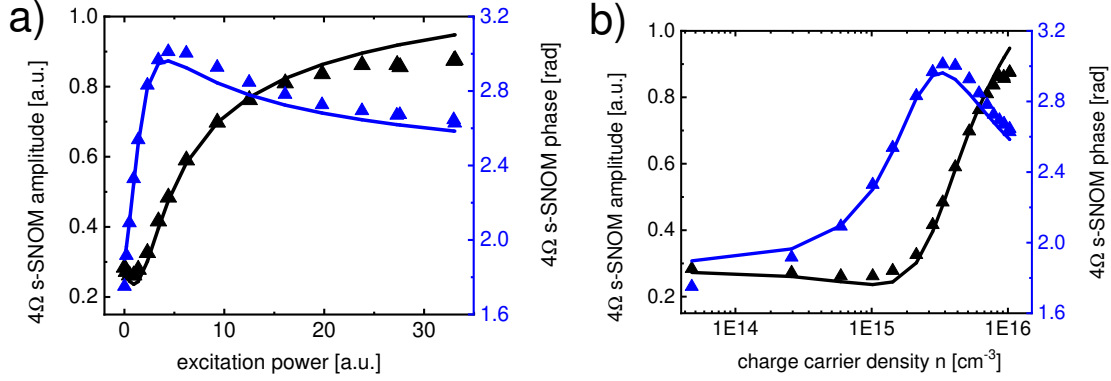 a)
4Ω s-SNOM amplitude [a.u.]
1.0
0.8
0.6
0.4
0.2
0
10
20
30
excitation power [a.u.]
3.2
2.8
2.4
2.0
1.6
4Ω s-SNOM phase [rad]
b)
4Ω s-SNOM amplitude [a.u]
1.0
0.8
0.6
0.4
0.2
1E14
1E15
1E16
charge carrier density n [cm⁻³]
3.2
2.8
2.4
2.0
1.6
4Ω s-SNOM phase [rad]